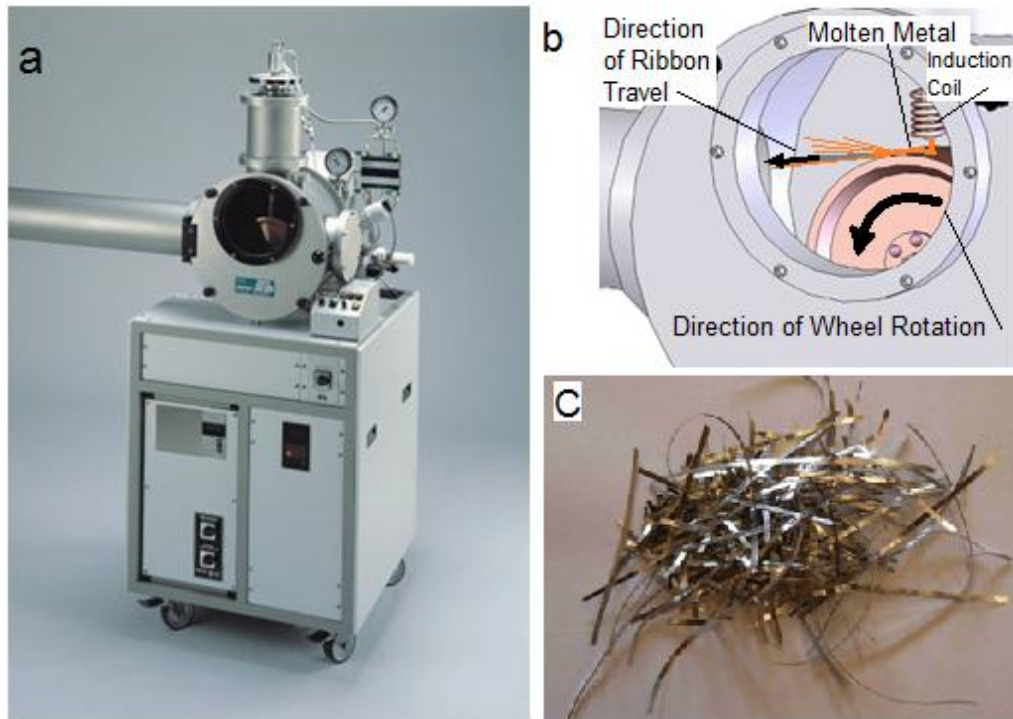 a
b
Direction
of Ribbon
Travel
Molten Metal
Induction
Coil
Direction of Wheel Rotation
C